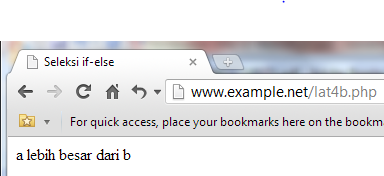 Seleksi if-else
www.example.net/lat4b.php
For quick access, place your bookmarks here on the bookma
a lebih besar dari b